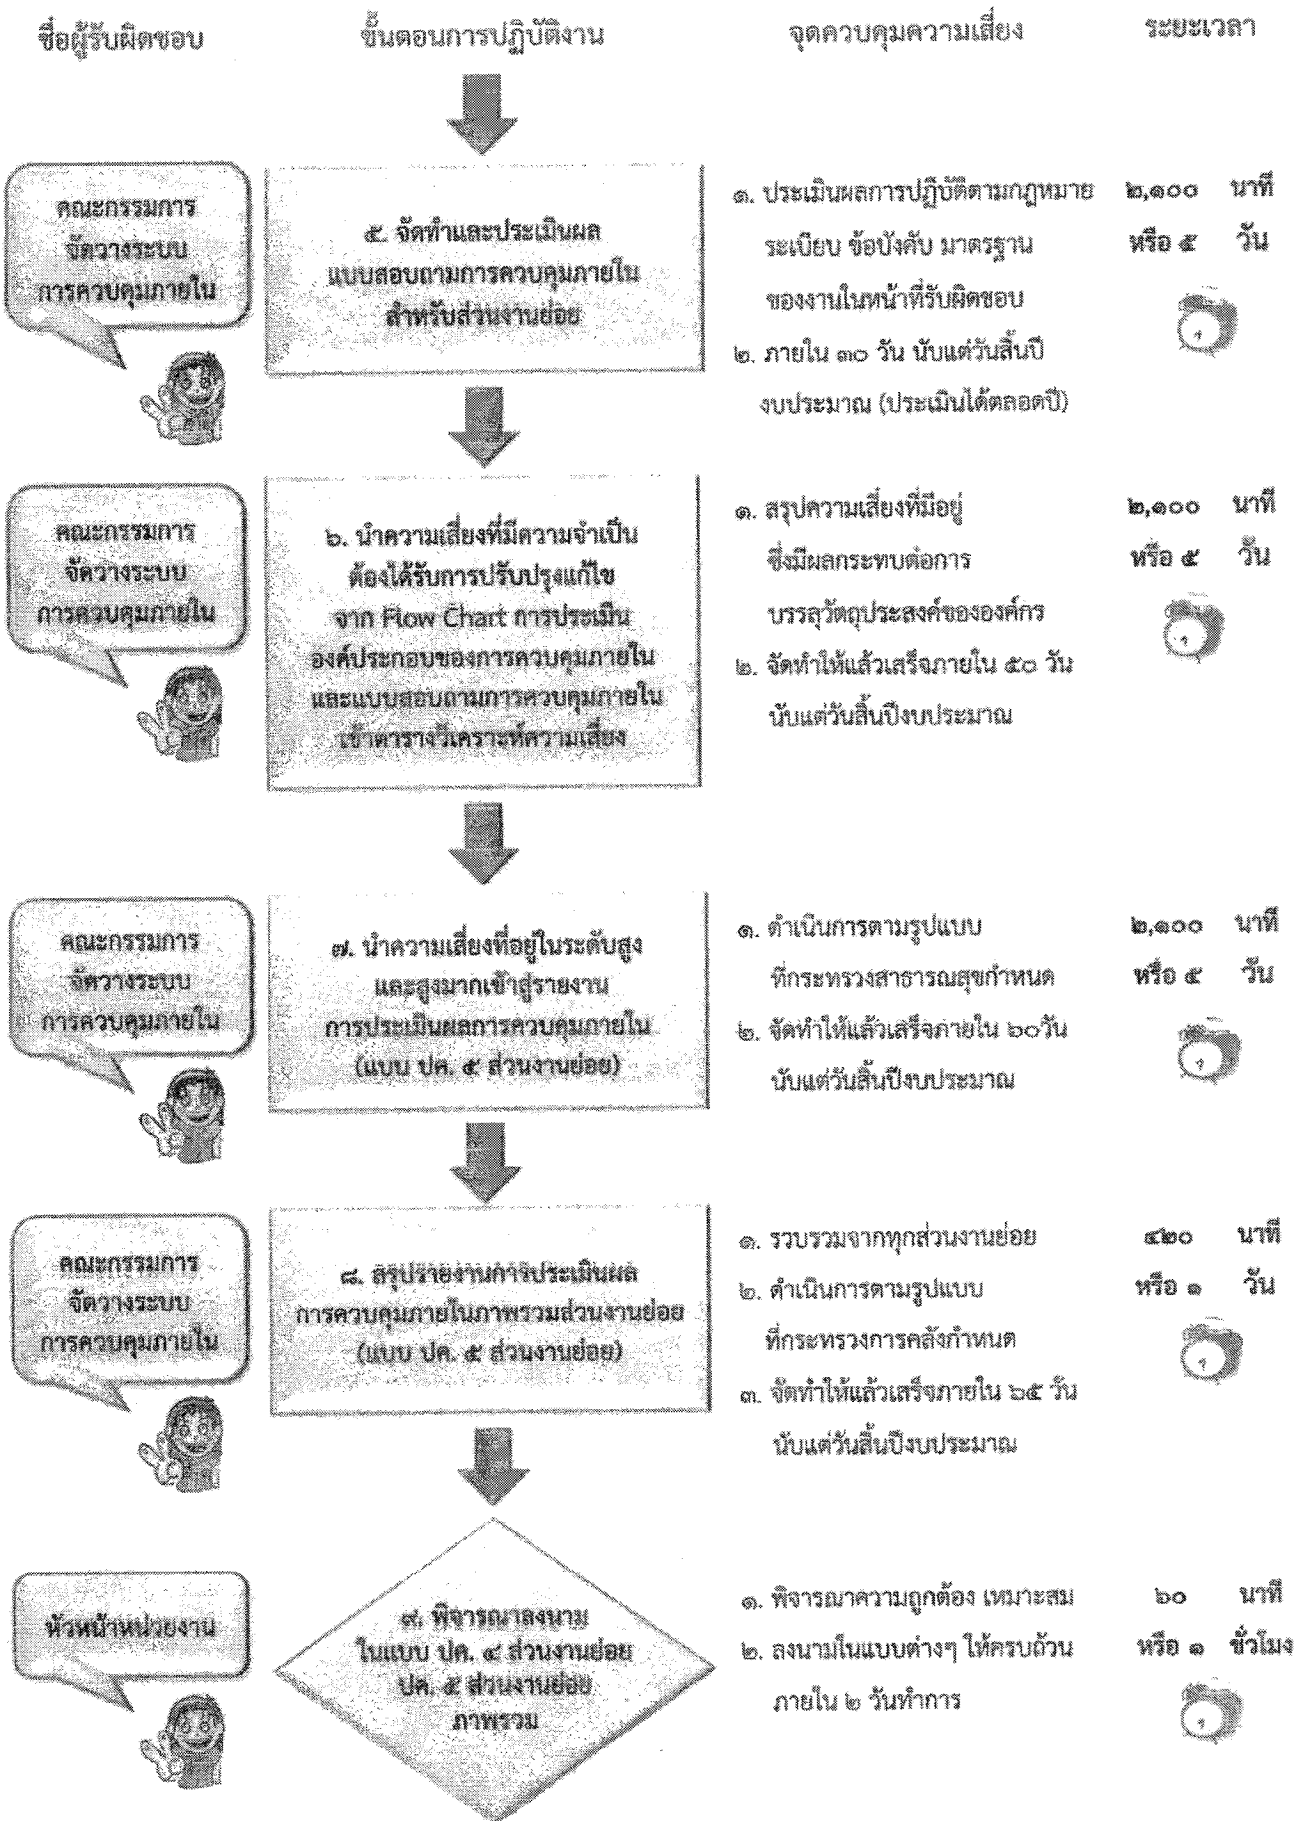 ชื่อผู้รับผิดชอบ ขั้นตอนการปฏิบัติงาน จุดควบคุมความเสี่ยง ระยะเวลา
คณะกรรมการ
จัดวางระบบ
การควบคุมภายใน
๕. จัดทำและประเมินผล
แบบสอบถามการควบคุมภายใน
สำหรับส่วนงานย่อย
๑. ประเมินผลการปฏิบัติตามกฎหมาย
ระเบียบ ข้อบังคับ มาตรฐาน
ของงานในหน้าที่รับผิดชอบ
๒. ภายใน ๓๐ วัน นับแต่วันสิ้นปี
งบประมาณ (ประเมินได้ตลอดปี)
๒,๑๐๐ นาที
หรือ ๕ วัน
คณะกรรมการ
จัดวางระบบ
การควบคุมภายใน
๖. นำความเสี่ยงที่มีความจำเป็น
ต้องได้รับการปรับปรุงแก้ไข
จาก Flow Chart การประเมิน
องค์ประกอบของการควบคุมภายใน
และแบบสอบถามการควบคุมภายใน
เข้าตารางวิเคราะห์ความเสี่ยง
๑. สรุปความเสี่ยงที่มีอยู่
ซึ่งมีผลกระทบต่อการ
บรรลุวัตถุประสงค์ขององค์กร
๒. จัดทำให้แล้วเสร็จภายใน ๕๐ วัน
นับแต่วันสิ้นปีงบประมาณ
๒,๑๐๐ นาที
หรือ ๕ วัน
คณะกรรมการ
จัดวางระบบ
การควบคุมภายใน
๗. นำความเสี่ยงที่อยู่ในระดับสูง
และสูงมากเข้าสู่รายงาน
การประเมินผลการควบคุมภายใน
(แบบ ปค. ๕ ส่วนงานย่อย)
๑. ดำเนินการตามรูปแบบ
ที่กระทรวงสาธารณสุขกำหนด
๒. จัดทำให้แล้วเสร็จภายใน ๖๐วัน
นับแต่วันสิ้นปีงบประมาณ
๒,๑๐๐ นาที
หรือ ๕ วัน
คณะกรรมการ
จัดวางระบบ
การควบคุมภายใน
๘. สรุปรายงานการประเมินผล
การควบคุมภายในภาพรวมส่วนงานย่อย
(แบบ ปค. ๕ ส่วนงานย่อย)
๑. รวบรวมจากทุกส่วนงานย่อย
๒. ดำเนินการตามรูปแบบ
ที่กระทรวงการคลังกำหนด
๓. จัดทำให้แล้วเสร็จภายใน ๖๕ วัน
นับแต่วันสิ้นปีงบประมาณ
๔๒๐ นาที
หรือ ๑ วัน
หัวหน้าหน่วยงาน
๙. พิจารณาลงนาม
ในแบบ ปค. ๔ ส่วนงานย่อย
ปค. ๕ ส่วนงานย่อย
ภาพรวม
๑. พิจารณาความถูกต้อง เหมาะสม
๒. ลงนามในแบบต่างๆ ให้ครบถ้วน
ภายใน ๒ วันทำการ
๖๐ นาที
หรือ ๑ ชั่วโมง